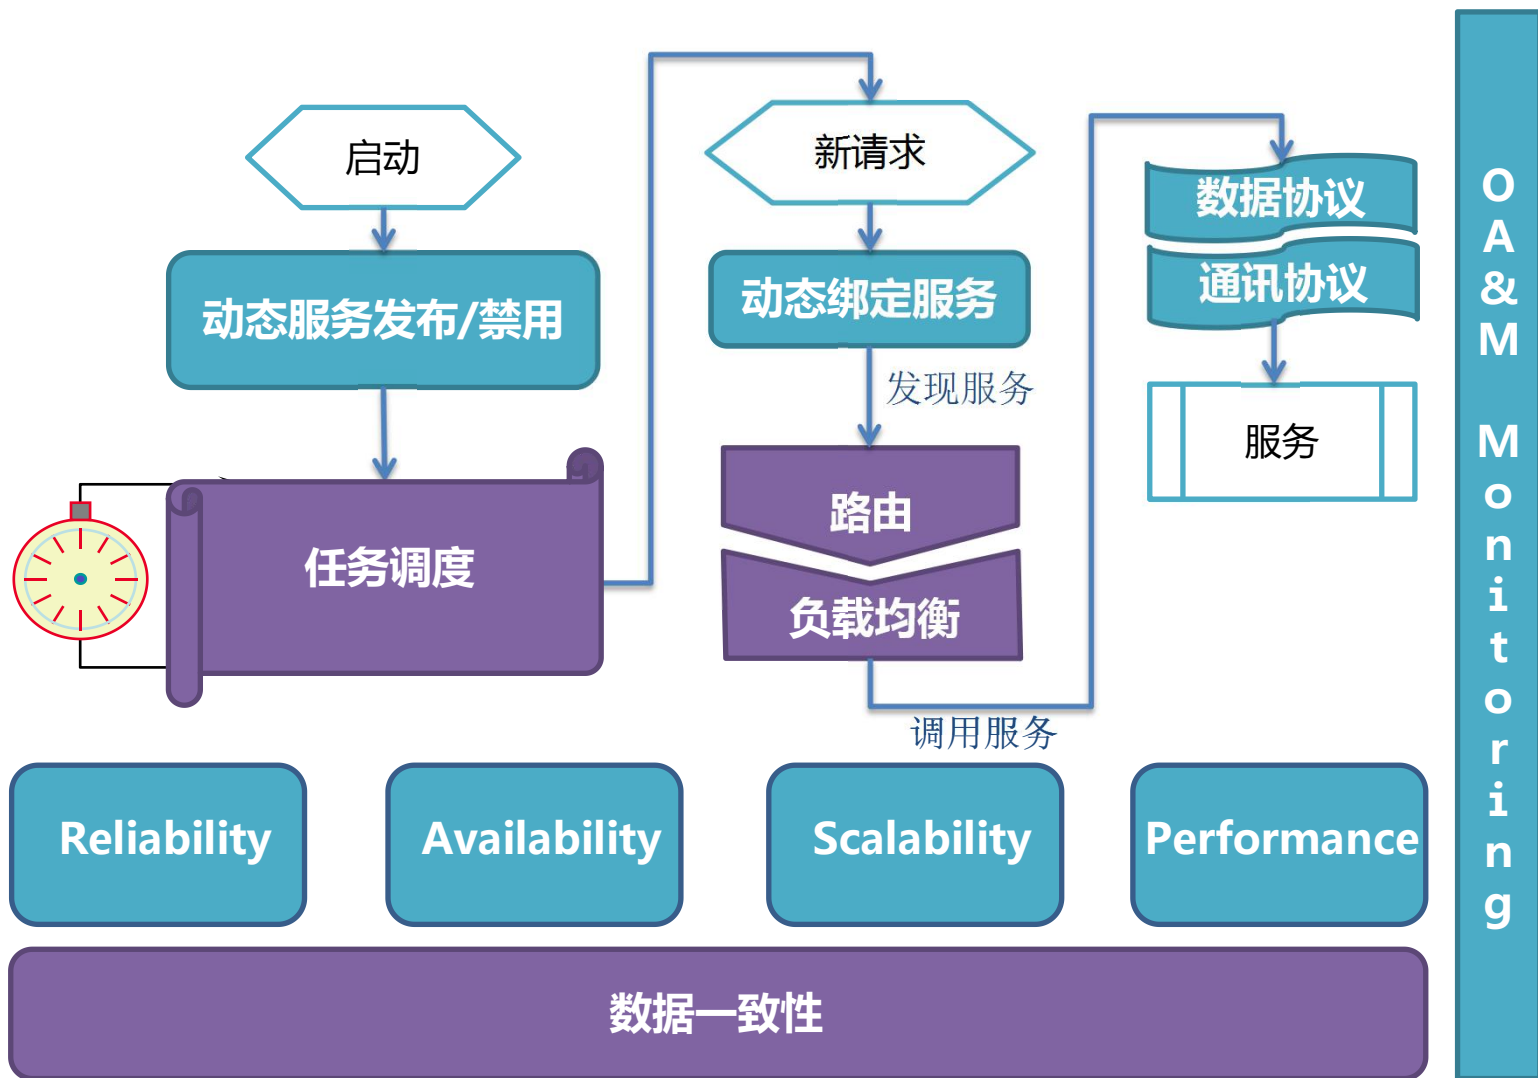 启动
动态服务发布/禁用
任务调度
新请求
动态绑定服务
发现服务
路由
负载均衡
调用服务
数据协议
通讯协议
服务
Reliability
Availability
Scalability
Performance
数据一致性
OA&M Monitoring